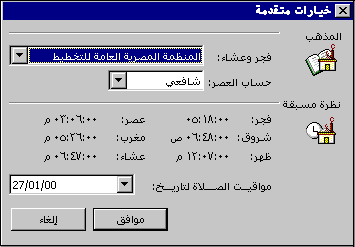 خيارات متقدمة
المذهب
فجر وعشاء: المنظمة المصرية العامة للتخطيط
حساب العصر: شافعي
نظرة مسبقة
فجر: ٠٥:١٨:٠٠ عصر: ٠٣:٠٦:٠٠ م
شروق: ٠٦:٤٨:٠٠ ص مغرب: ٠٥:٢٦:٠٠ م
ظهر: ١٢:٠٧:٠٠ م عشاء: ٠٦:٤٧:٠٠ م
مواقيت الصلاة لتاريخ: 27/01/00
موافق إلغاء